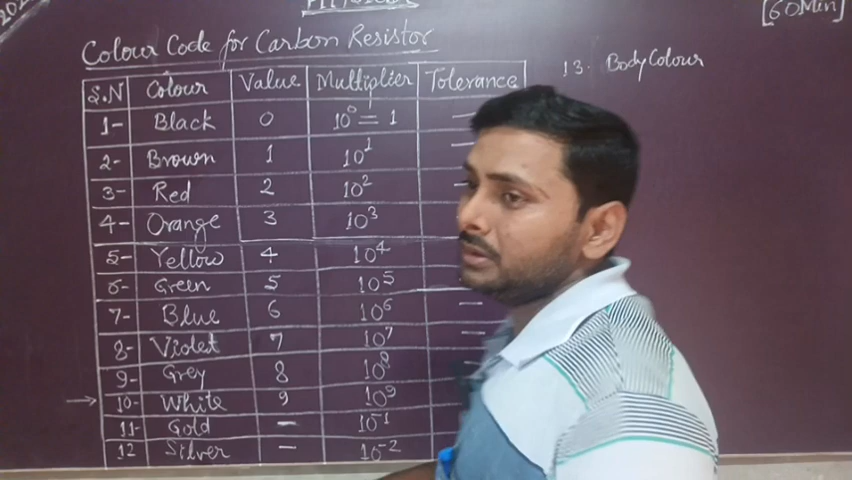 [60Min]
Colour Code for Carbon Resistor
13. Body Colour
S.N Colour Value Multiplier Tolerance
1- Black 0 10⁰ = 1 —
2- Brown 1 10¹ —
3- Red 2 10² —
4- Orange 3 10³
5- Yellow 4 10⁴
6- Green 5 10⁵
7- Blue 6 10⁶ —
8- Violet 7 10⁷ —
9- Grey 8 10⁸ —
→ 10- White 9 10⁹
11- Gold — 10⁻¹
12 Silver — 10⁻²